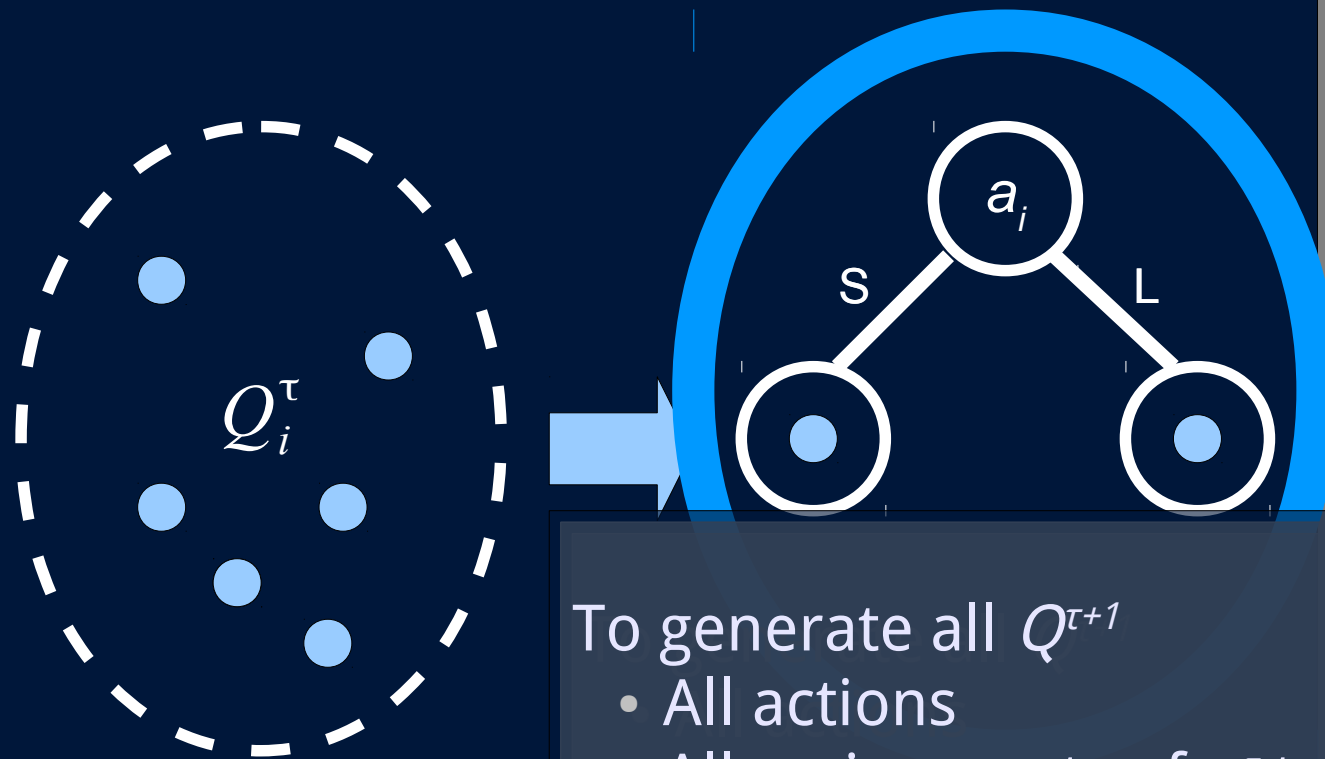 a_i
S L
Q_i^τ
To generate all Q^τ+1
• All actions